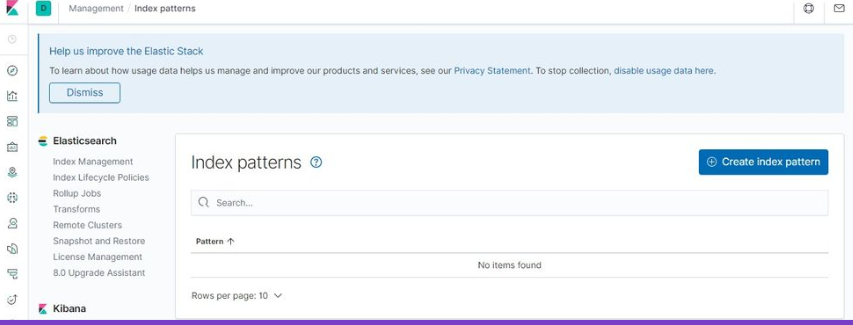 D Management / Index patterns
Help us improve the Elastic Stack
To learn about how usage data helps us manage and improve our products and services, see our Privacy Statement. To stop collection, disable usage data here.
Dismiss
Elasticsearch
Index Management
Index Lifecycle Policies
Rollup Jobs
Transforms
Remote Clusters
Snapshot and Restore
License Management
8.0 Upgrade Assistant
Kibana
Index patterns
Create index pattern
Search...
Pattern ↑
No items found
Rows per page: 10